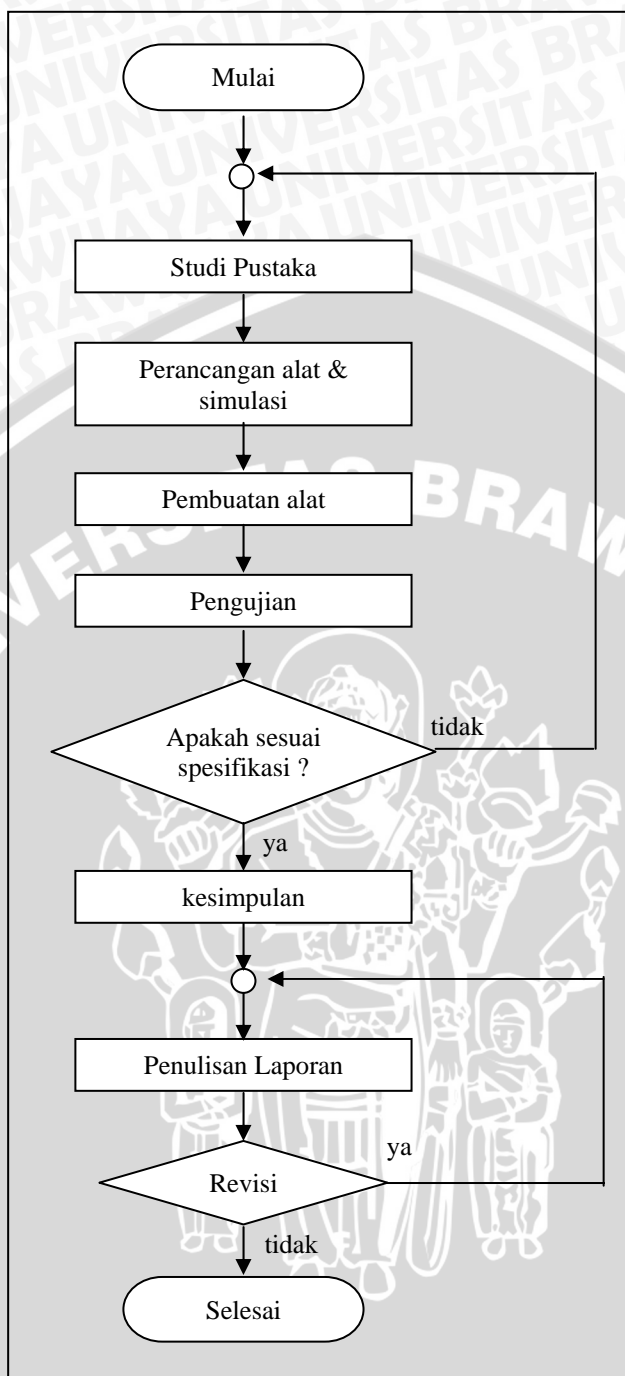 Mulai
Studi Pustaka
Perancangan alat &
simulasi
Pembuatan alat
Pengujian
Apakah sesuai
spesifikasi ?
tidak
ya
kesimpulan
Penulisan Laporan
Revisi
ya
tidak
Selesai